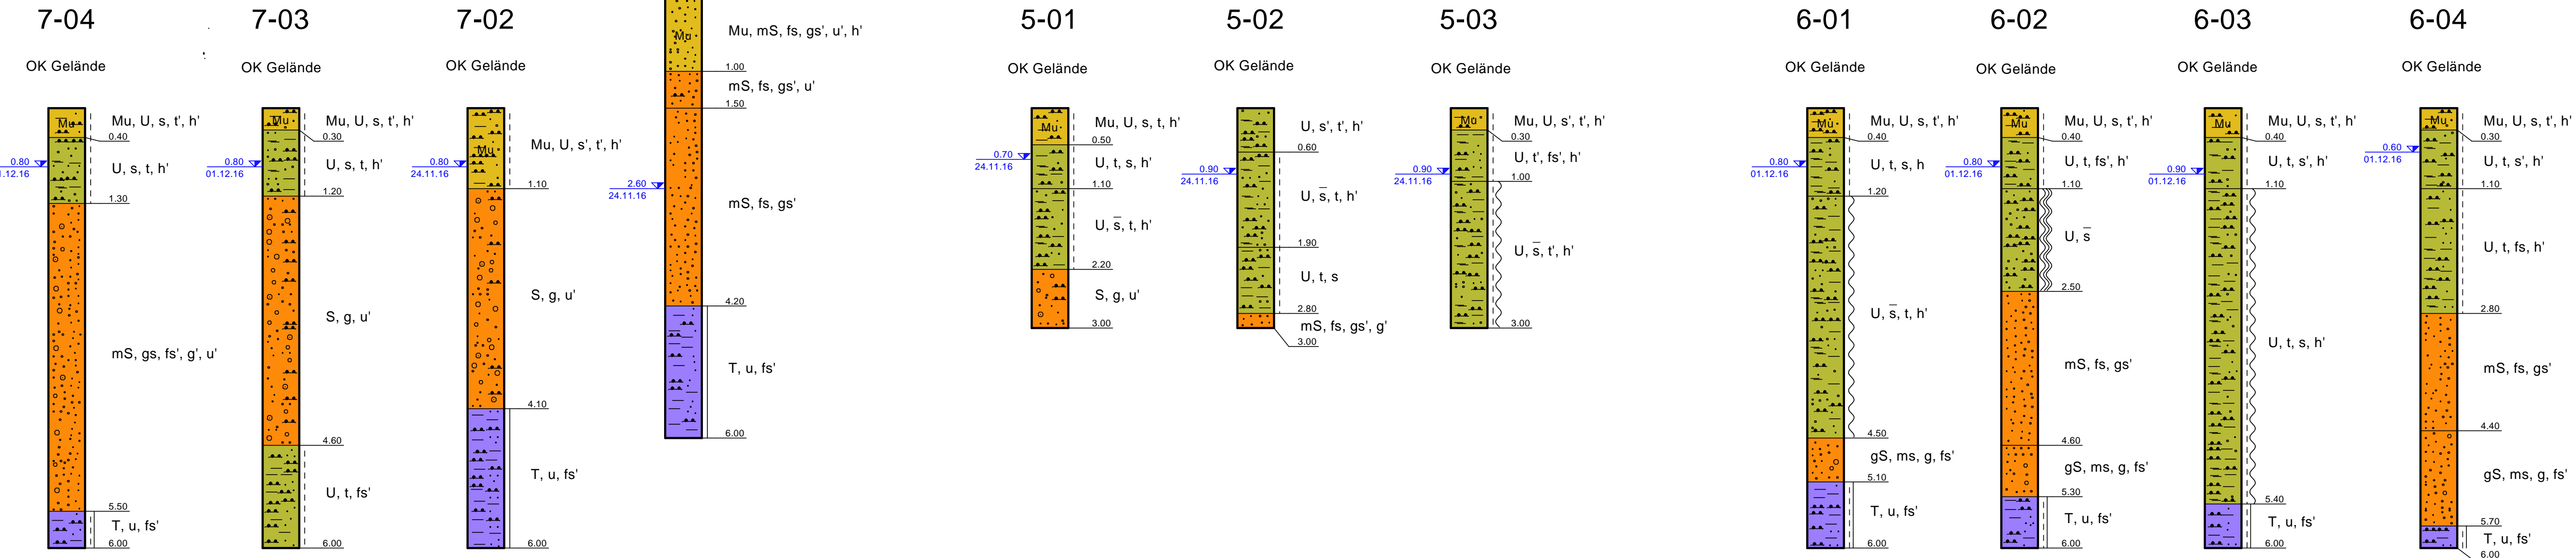 7-04
OK Gelände
Mu
Mu, U, s, t', h'
0.40
0.80
1.12.16
U, s, t, h'
1.30
mS, gs, fs', g', u'
5.50
T, u, fs'
6.00
7-03
OK Gelände
Mu
Mu, U, s, t', h'
0.30
0.80
01.12.16
U, s, t, h'
1.20
S, g, u'
4.60
U, t, fs'
6.00
7-02
OK Gelände
Mu
Mu, U, s', t', h'
0.80
24.11.16
1.10
S, g, u'
4.10
T, u, fs'
6.00
Mu
Mu, mS, fs, gs', u', h'
1.00
mS, fs, gs', u'
1.50
2.60
24.11.16
mS, fs, gs'
4.20
T, u, fs'
6.00
5-01
OK Gelände
Mu
Mu, U, s, t, h'
0.50
0.70
24.11.16
U, t, s, h'
1.10
U, s̅, t, h'
2.20
S, g, u'
3.00
5-02
OK Gelände
U, s', t', h'
0.60
0.90
24.11.16
U, s̅, t, h'
1.90
U, t, s
2.80
mS, fs, gs', g'
3.00
5-03
OK Gelände
Mu
Mu, U, s', t', h'
0.30
U, t', fs', h'
0.90
24.11.16
1.00
U, s̅, t', h'
3.00
6-01
OK Gelände
Mu
Mu, U, s, t', h'
0.40
0.80
01.12.16
U, t, s, h
1.20
U, s̅, t, h'
4.50
gS, ms, g, fs'
5.10
T, u, fs'
6.00
6-02
OK Gelände
Mu
Mu, U, s, t', h'
0.40
0.80
01.12.16
U, t, fs', h'
1.10
U, s̅
2.50
mS, fs, gs'
4.60
gS, ms, g, fs'
5.30
T, u, fs'
6.00
6-03
OK Gelände
Mu
Mu, U, s, t', h'
0.40
0.90
01.12.16
U, t, s', h'
1.10
U, t, s, h'
5.40
T, u, fs'
6.00
6-04
OK Gelände
Mu
Mu, U, s, t', h'
0.30
0.60
01.12.16
U, t, s', h'
1.10
U, t, fs, h'
2.80
mS, fs, gs'
4.40
gS, ms, g, fs'
5.70
T, u, fs'
6.00